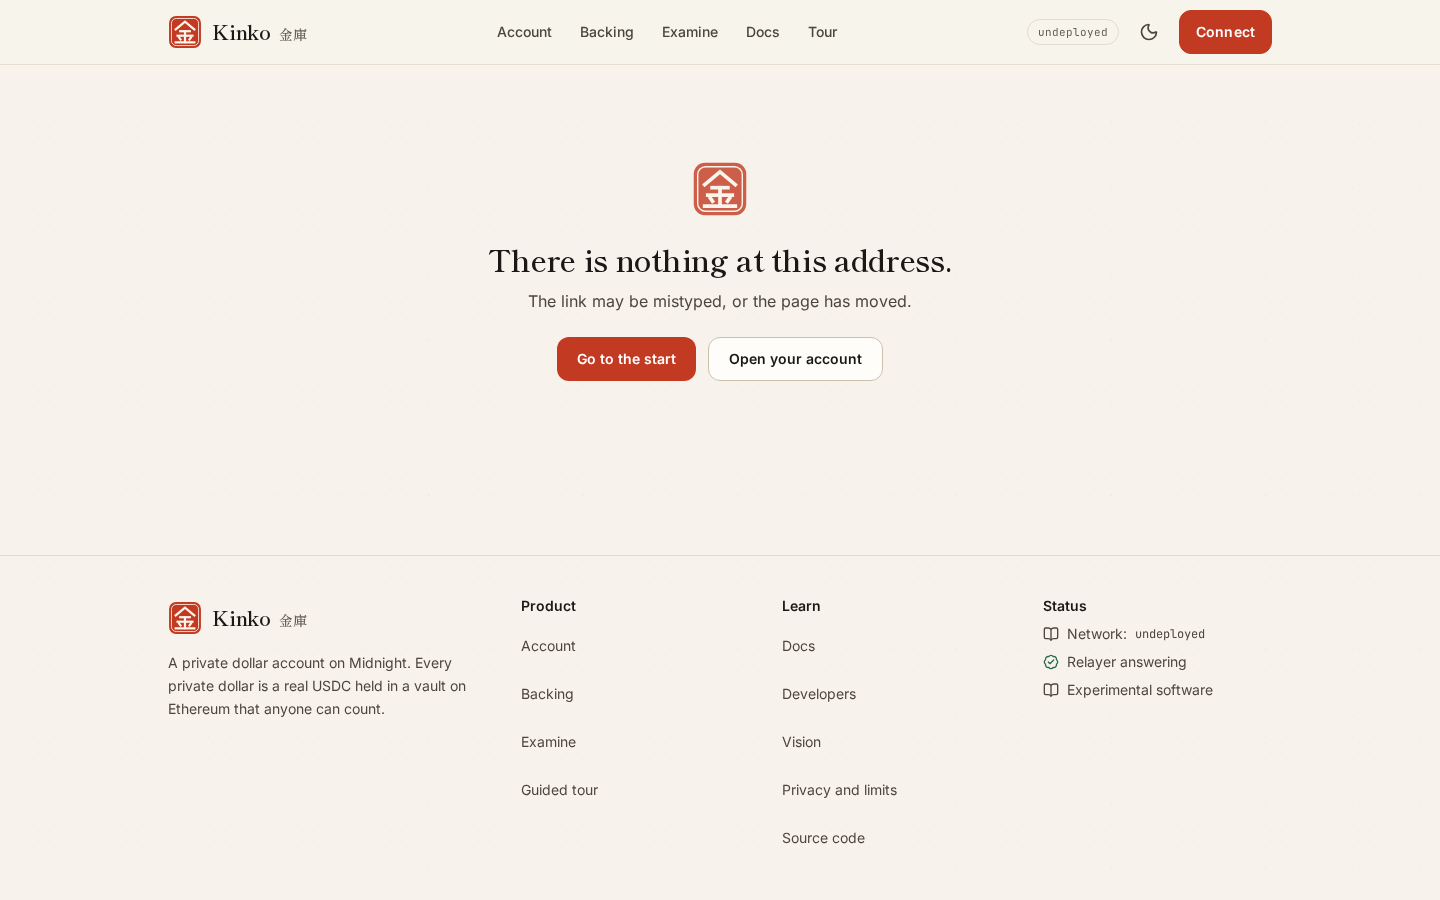 金 Kinko 金庫
Account Backing Examine Docs Tour
undeployed
Connect
金
There is nothing at this address.
The link may be mistyped, or the page has moved.
Go to the start
Open your account
金 Kinko 金庫
A private dollar account on Midnight. Every
private dollar is a real USDC held in a vault on
Ethereum that anyone can count.
Product
Account
Backing
Examine
Guided tour
Learn
Docs
Developers
Vision
Privacy and limits
Source code
Status
Network: undeployed
Relayer answering
Experimental software